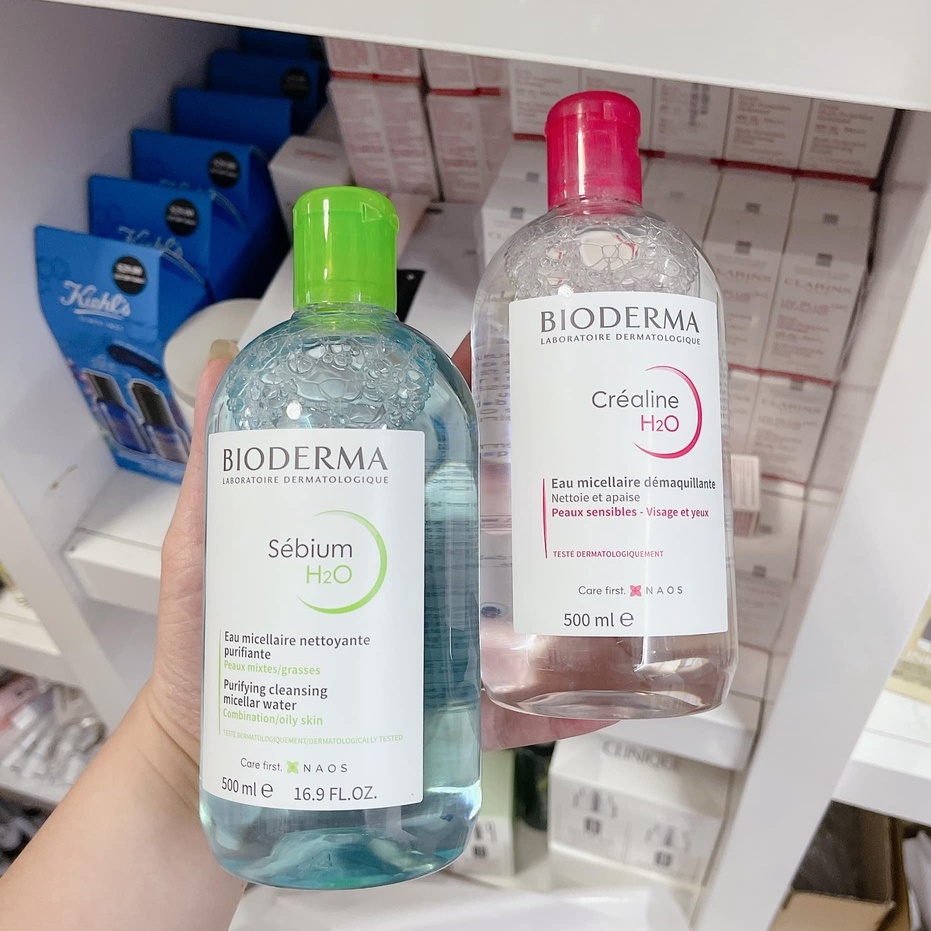 Kiehl's
BIODERMA
LABORATOIRE DERMATOLOGIQUE
Sébium
H2O
Eau micellaire nettoyante
purifiante
Peaux mixtes/grasses
Purifying cleansing
micellar water
Combination/oily skin
TESTÉ DERMATOLOGIQUEMENT/DERMATOLOGICALLY TESTED
Care first. NAOS
500 ml ℮ 16.9 FL.OZ.
BIODERMA
LABORATOIRE DERMATOLOGIQUE
Créaline
H2O
Eau micellaire démaquillante
Nettoie et apaise
Peaux sensibles - Visage et yeux
TESTÉ DERMATOLOGIQUEMENT
Care first. NAOS
500 ml ℮
CLARINS
CLARINS
CLINIQUE